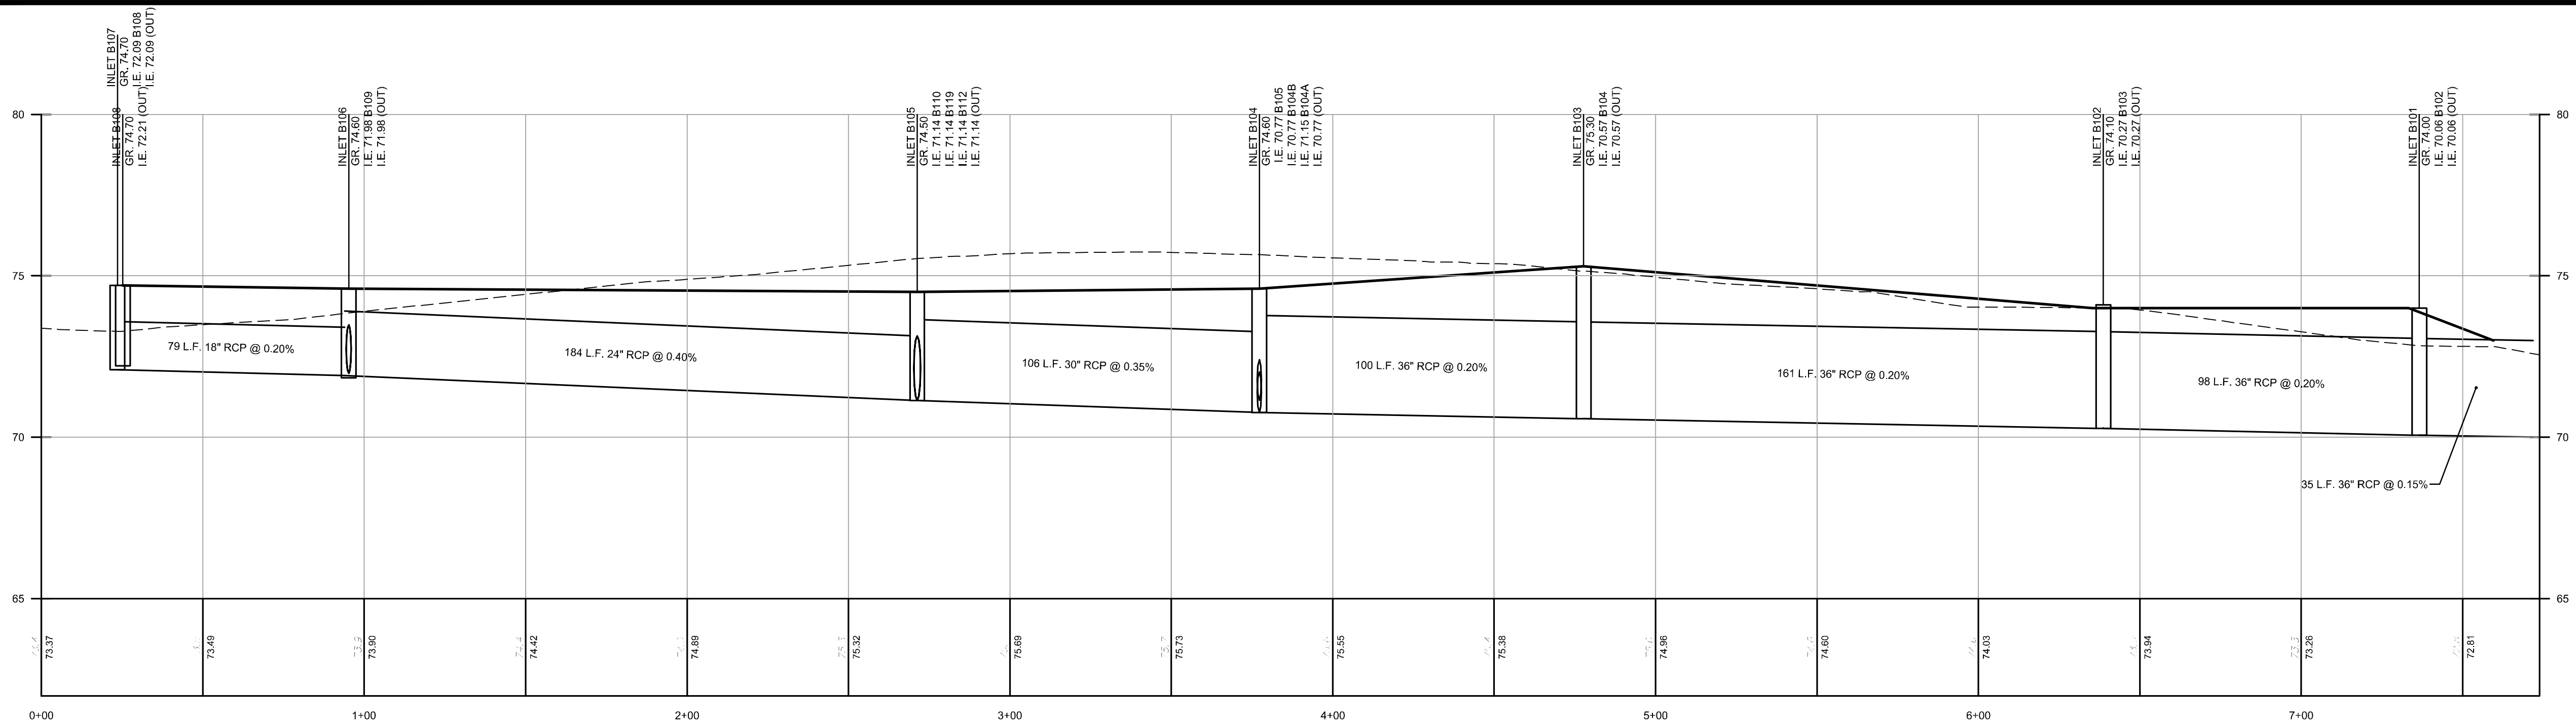 INLET B107
GR. 74.70
I.E. 72.09 B108
I.E. 72.09 (OUT)
INLET B108
GR. 74.70
I.E. 72.21 (OUT)
INLET B106
GR. 74.60
I.E. 71.98 B109
I.E. 71.98 (OUT)
INLET B105
GR. 74.50
I.E. 71.14 B110
I.E. 71.14 B119
I.E. 71.14 B112
I.E. 71.14 (OUT)
INLET B104
GR. 74.60
I.E. 70.77 B105
I.E. 70.77 B104B
I.E. 71.15 B104A
I.E. 70.77 (OUT)
INLET B103
GR. 75.30
I.E. 70.57 B104
I.E. 70.57 (OUT)
INLET B102
GR. 74.10
I.E. 70.27 B103
I.E. 70.27 (OUT)
INLET B101
GR. 74.00
I.E. 70.06 B102
I.E. 70.06 (OUT)
80
80
75
75
79 L.F. 18" RCP @ 0.20%
184 L.F. 24" RCP @ 0.40%
106 L.F. 30" RCP @ 0.35%
100 L.F. 36" RCP @ 0.20%
161 L.F. 36" RCP @ 0.20%
98 L.F. 36" RCP @ 0.20%
70
70
35 L.F. 36" RCP @ 0.15%
65
65
73.37
73.49
73.90
74.42
74.89
75.32
75.69
75.73
75.55
75.38
74.96
74.60
74.03
73.94
73.26
72.81
0+00
1+00
2+00
3+00
4+00
5+00
6+00
7+00